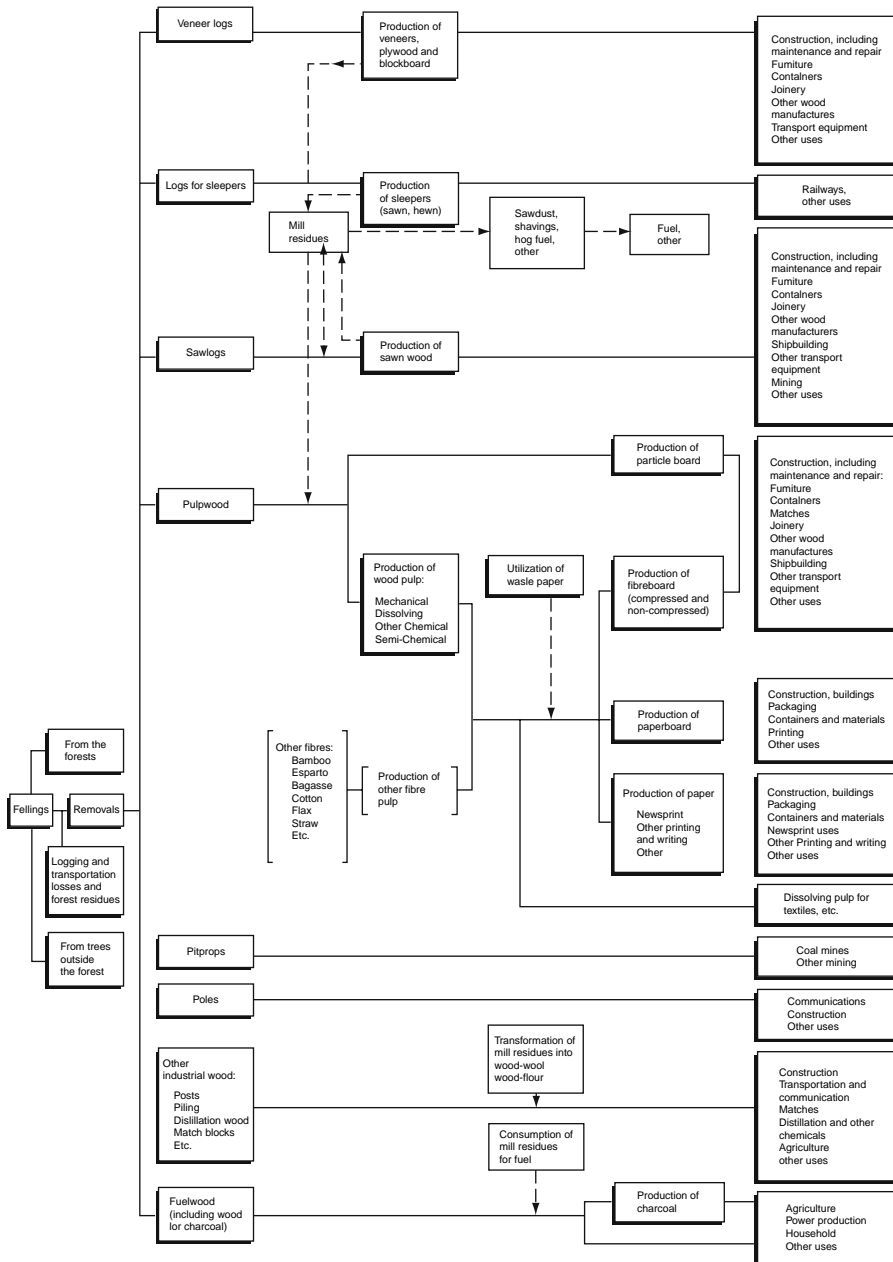 Veneer logs
Production of
veneers,
plywood and
blockboard
Construction, including
maintenance and repair
Fumiture
Contalners
Joinery
Other wood
manufactures
Transport equipment
Other uses
Logs for sleepers
Production
of sleepers
(sawn, hewn)
Railways,
other uses
Mill
residues
Sawdust,
shavings,
hog fuel,
other
Fuel,
other
Sawlogs
Production of
sawn wood
Construction, including
maintenance and repair
Fumiture
Contalners
Joinery
Other wood
manufacturers
Shipbuilding
Other transport
equipment
Mining
Other uses
Pulpwood
Production of
particle board
Construction, including
maintenance and repair:
Fumiture
Containers
Matches
Joinery
Other wood
manufactures
Shipbuilding
Other transport
equipment
Other uses
Production of
wood pulp:
Mechanical
Dissolving
Other Chemical
Semi-Chemical
Utilization of
wasle paper
Production of
fibreboard
(compressed and
non-compressed)
Production of
paperboard
Construction, buildings
Packaging
Containers and materials
Printing
Other uses
Other fibres:
Bamboo
Esparto
Bagasse
Cotton
Flax
Straw
Etc.
Production of
other fibre
pulp
Production of paper
Newsprint
Other printing
and writing
Other
Construction, buildings
Packaging
Containers and materials
Newsprint uses
Other Printing and writing
Other uses
Dissolving pulp for
textiles, etc.
From the
forests
Fellings
Removals
Logging and
transportation
losses and
forest residues
From trees
outside
the forest
Pitprops
Coal mines
Other mining
Poles
Communications
Construction
Other uses
Other
industrial wood:
Posts
Piling
Dislillation wood
Match blocks
Etc.
Transformation of
mill residues into
wood-wool
wood-flour
Construction
Transportation and
communication
Matches
Distillation and other
chemicals
Agriculture
other uses
Consumption of
mill residues
for fuel
Fuelwood
(including wood
lor charcoal)
Production of
charcoal
Agriculture
Power production
Household
Other uses